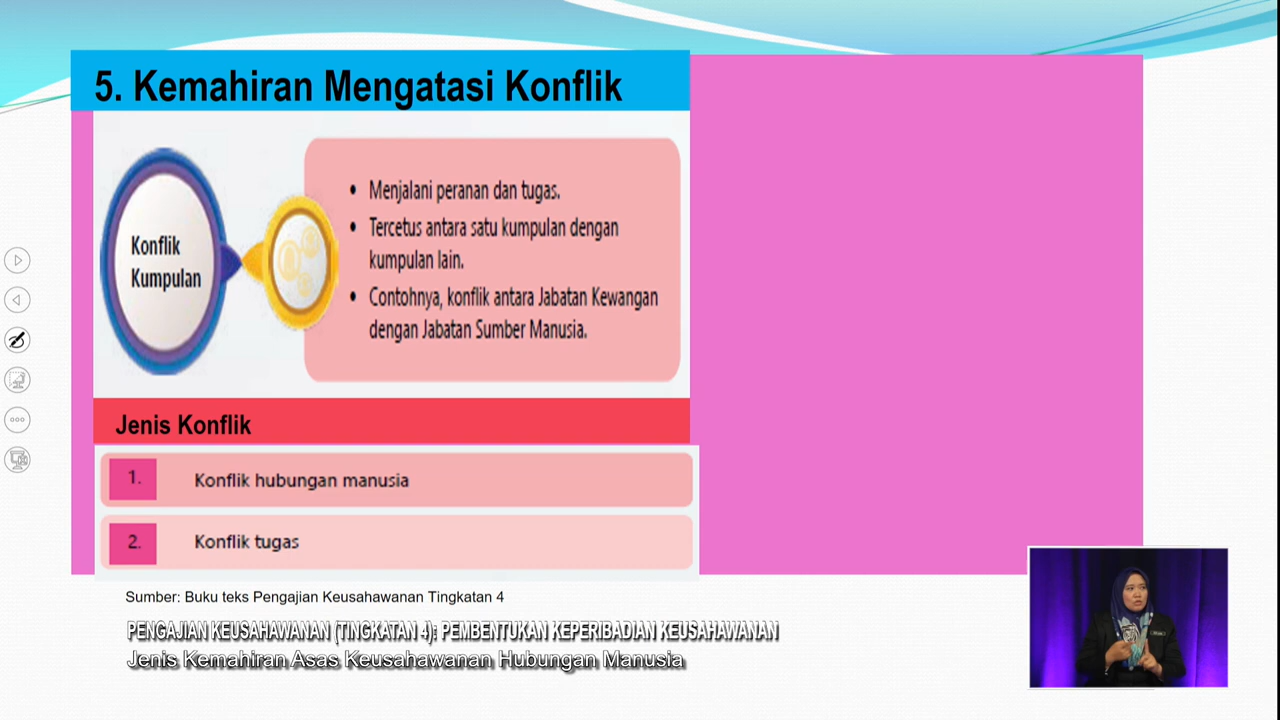 5. Kemahiran Mengatasi Konflik
Konflik
Kumpulan
• Menjalani peranan dan tugas.
• Tercetus antara satu kumpulan dengan
kumpulan lain.
• Contohnya, konflik antara Jabatan Kewangan
dengan Jabatan Sumber Manusia.
Jenis Konflik
1. Konflik hubungan manusia
2. Konflik tugas
Sumber: Buku teks Pengajian Keusahawanan Tingkatan 4
PENGAJIAN KEUSAHAWANAN (TINGKATAN 4): PEMBENTUKAN KEPERIBADIAN KEUSAHAWANAN
Jenis Kemahiran Asas Keusahawanan Hubungan Manusia